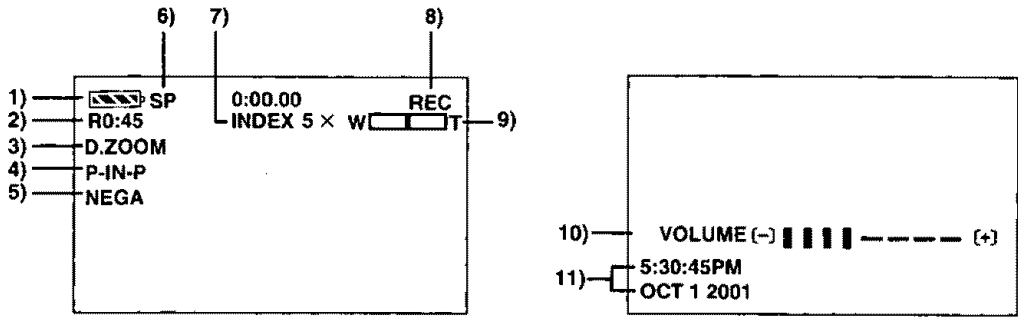 6) 7) 8)
1) SP 0:00.00 REC
2) R0:45 INDEX 5 × W T 9)
3) D.ZOOM
4) P-IN-P
5) NEGA
10) VOLUME (−) (+)
11) 5:30:45PM
OCT 1 2001